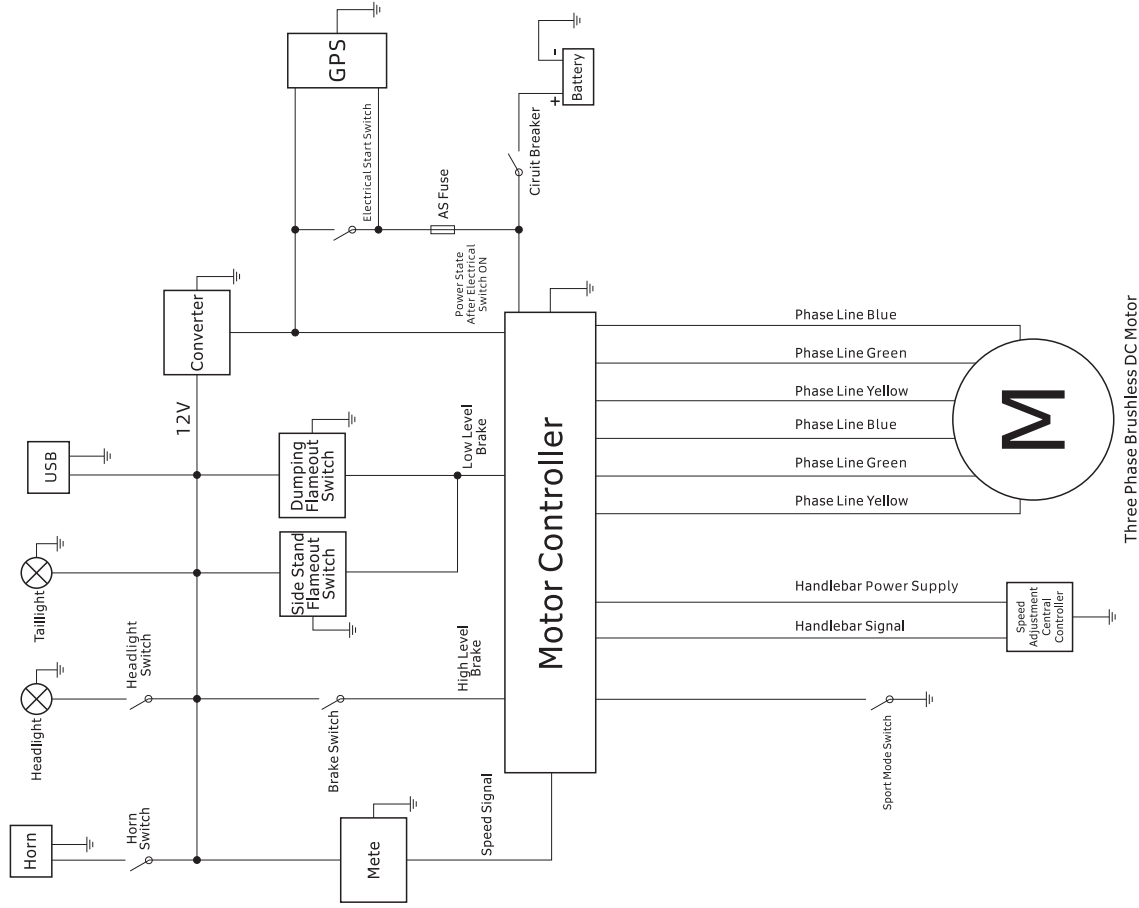 Horn
Horn
Switch
Headlight
Headlight
Switch
Taillight
USB
12V
Converter
GPS
Electrical Start Switch
AS Fuse
Power State
After Electrical
Switch ON
Ciruit Breaker
+
-
Battery
Mete
Speed Signal
Brake Switch
High Level
Brake
Side Stand
Flameout
Switch
Dumping
Flameout
Switch
Low Level
Brake
Motor Controller
Sport Mode Switch
Handlebar Signal
Handlebar Power Supply
Speed
Adjustment
Central
Controller
Phase Line Yellow
Phase Line Green
Phase Line Blue
Phase Line Yellow
Phase Line Green
Phase Line Blue
M
Three Phase Brushless DC Motor